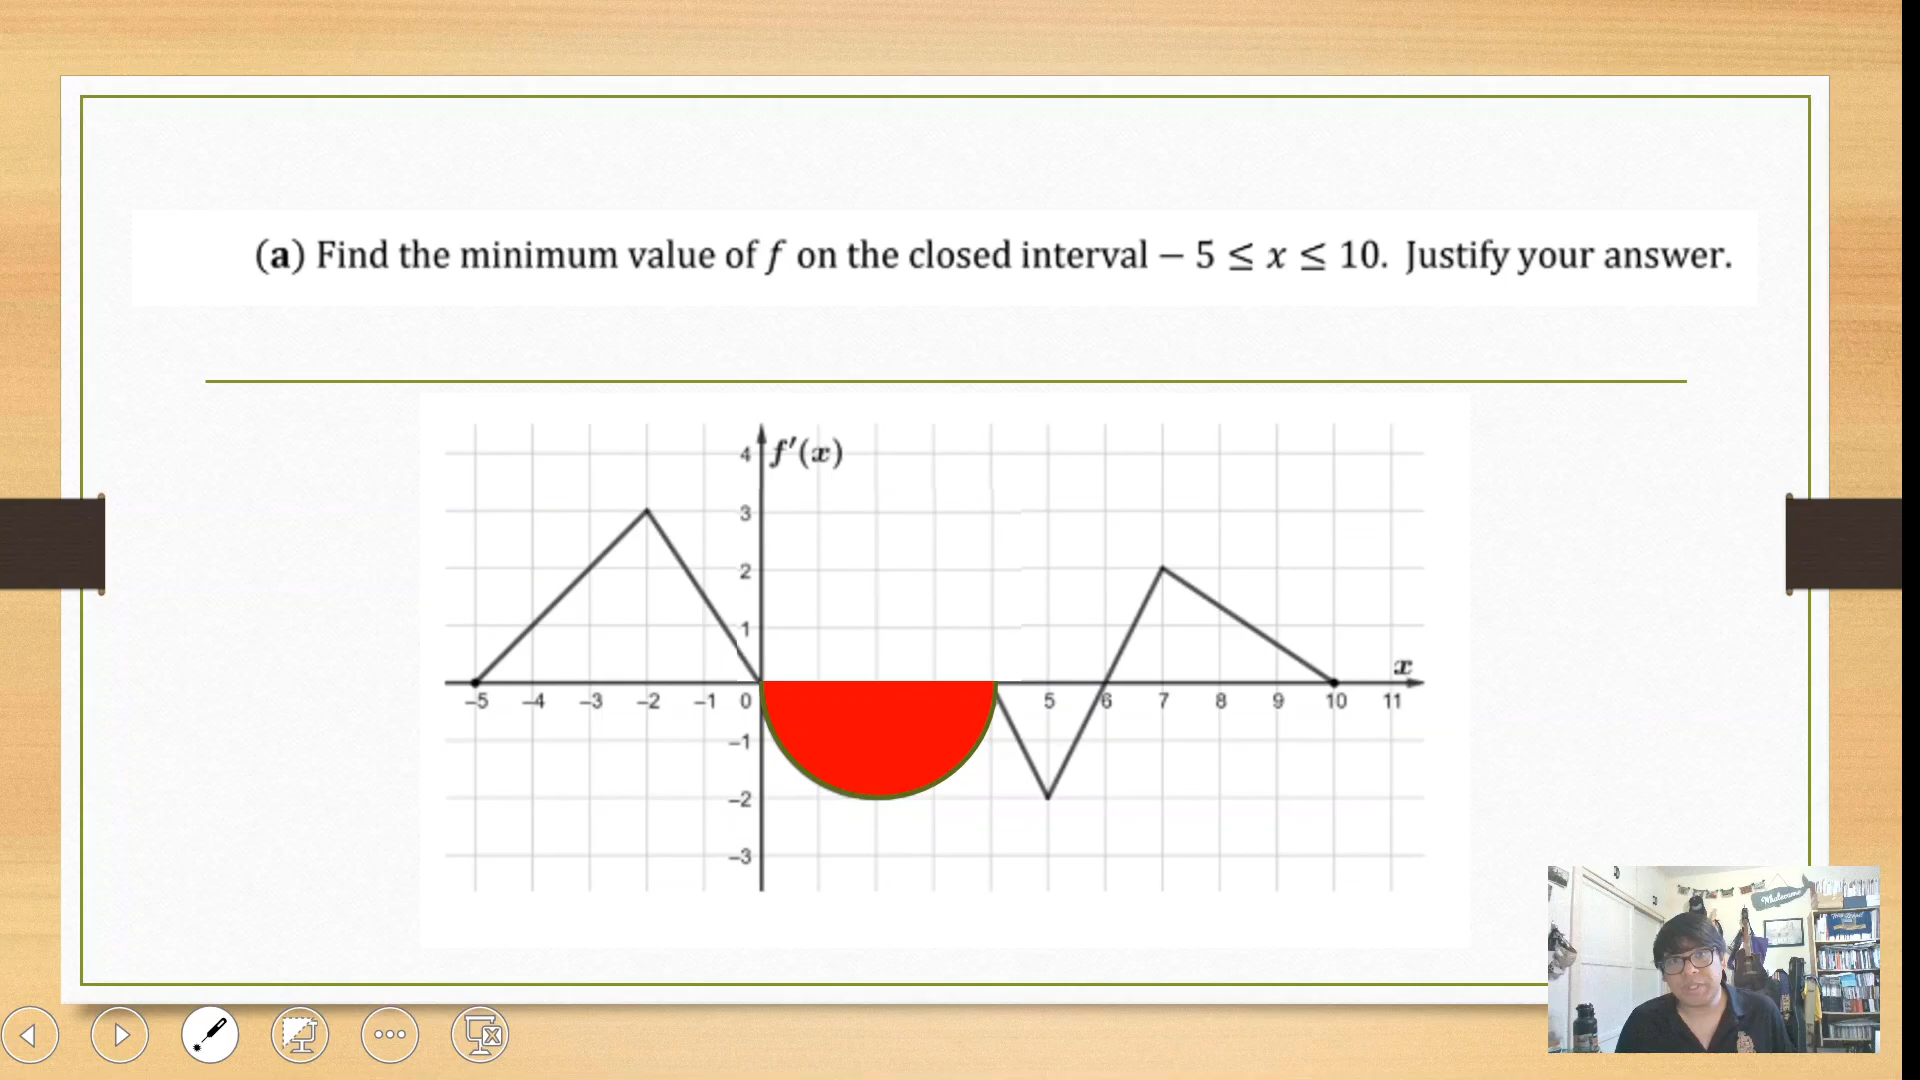 (a) Find the minimum value of f on the closed interval − 5 ≤ x ≤ 10. Justify your answer.
f′(x)
4
3
2
1
x
−5 −4 −3 −2 −1 0 5 6 7 8 9 10 11
−1
−2
−3